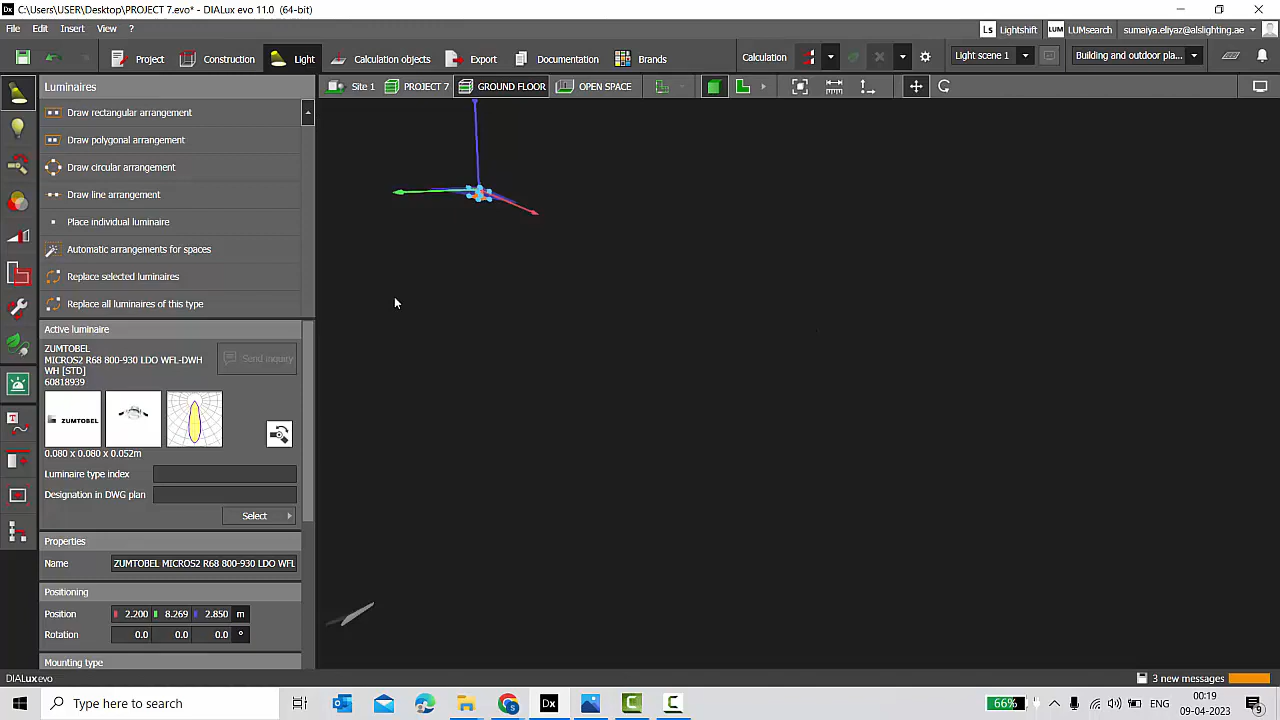 C:\Users\USER\Desktop\PROJECT 7.evo* - DIALux evo 11.0 (64-bit)
File Edit Insert View ?
Lightshift LUMsearch sumaiya.eliyaz@alslighting.ae
Project Construction Light Calculation objects Export Documentation Brands Calculation Light scene 1 Building and outdoor pla...
Luminaires Site 1 PROJECT 7 GROUND FLOOR OPEN SPACE
Draw rectangular arrangement
Draw polygonal arrangement
Draw circular arrangement
Draw line arrangement
Place individual luminaire
Automatic arrangements for spaces
Replace selected luminaires
Replace all luminaires of this type
Active luminaire
ZUMTOBEL
MICROS2 R68 800-930 LDO WFL-DWH
WH [STD]
60818939
Send inquiry
ZUMTOBEL
0.080 x 0.080 x 0.052m
Luminaire type index
Designation in DWG plan
Select
Properties
Name ZUMTOBEL MICROS2 R68 800-930 LDO WFL
Positioning
Position 2.200 8.269 2.850 m
Rotation 0.0 0.0 0.0 °
Mounting type
DIALux evo 3 new messages
Type here to search
66%
ENG
00:19
09-04-2023